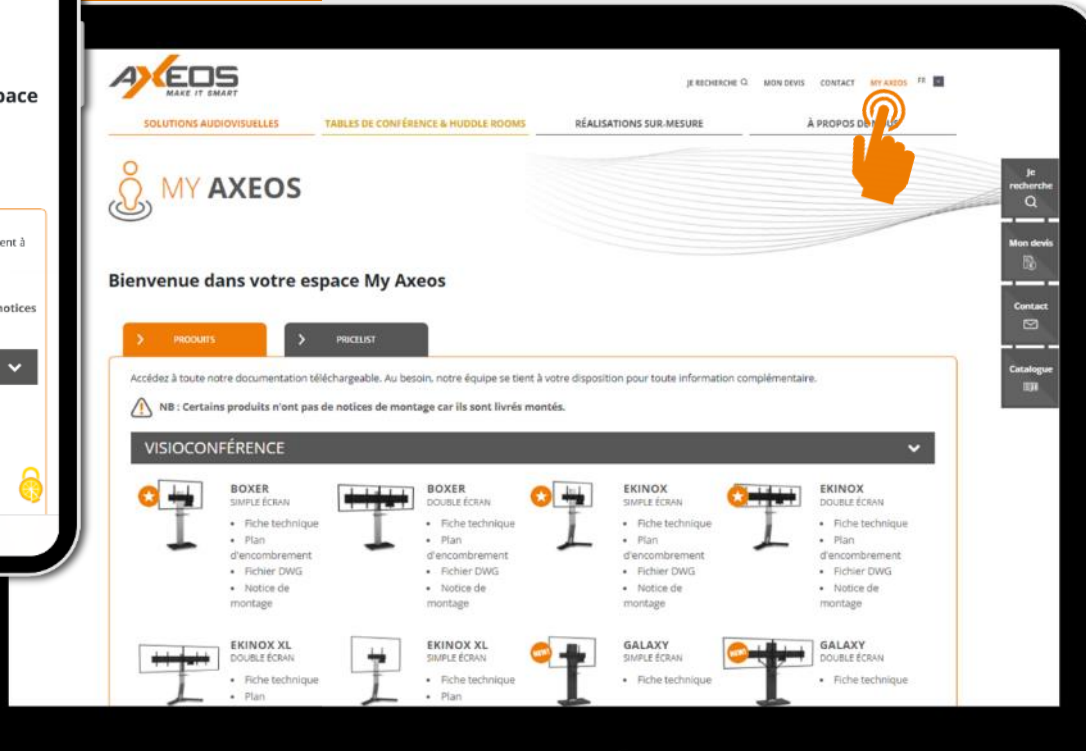 pace
ent à
notices
AXEOS
MAKE IT SMART
JE RECHERCHE
MON DEVIS
CONTACT
MY AXEOS
FR
SOLUTIONS AUDIOVISUELLES
TABLES DE CONFÉRENCE & HUDDLE ROOMS
RÉALISATIONS SUR-MESURE
À PROPOS DE NOUS
MY AXEOS
Bienvenue dans votre espace My Axeos
PRODUITS
PRICELIST
Accédez à toute notre documentation téléchargeable. Au besoin, notre équipe se tient à votre disposition pour toute information complémentaire.
NB : Certains produits n'ont pas de notices de montage car ils sont livrés montés.
VISIOCONFÉRENCE
BOXER
SIMPLE ÉCRAN
• Fiche technique
• Plan
d'encombrement
• Fichier DWG
• Notice de
montage
BOXER
DOUBLE ÉCRAN
• Fiche technique
• Plan
d'encombrement
• Fichier DWG
• Notice de
montage
EKINOX
SIMPLE ÉCRAN
• Fiche technique
• Plan
d'encombrement
• Fichier DWG
• Notice de
montage
EKINOX
DOUBLE ÉCRAN
• Fiche technique
• Plan
d'encombrement
• Fichier DWG
• Notice de
montage
EKINOX XL
DOUBLE ÉCRAN
• Fiche technique
• Plan
EKINOX XL
SIMPLE ÉCRAN
• Fiche technique
• Plan
NEW!
GALAXY
SIMPLE ÉCRAN
• Fiche technique
NEW!
GALAXY
DOUBLE ÉCRAN
• Fiche technique
Je
recherche
Mon devis
Contact
Catalogue